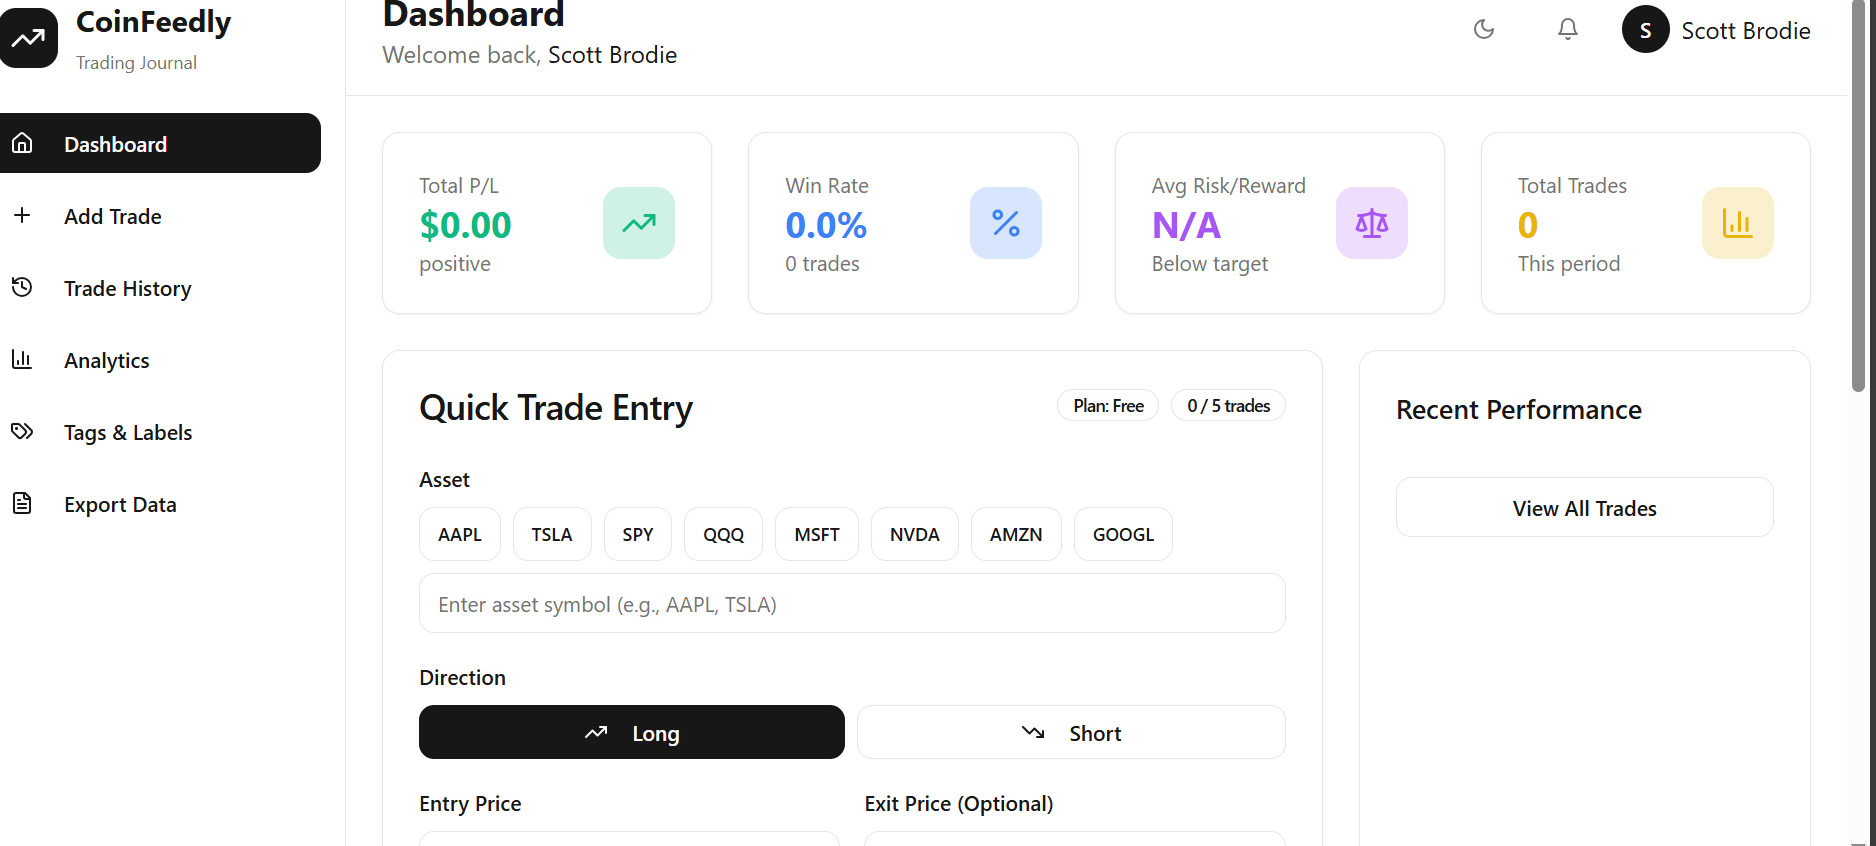 CoinFeedly
Trading Journal
Dashboard
Add Trade
Trade History
Analytics
Tags & Labels
Export Data
Dashboard
Welcome back, Scott Brodie
S
Scott Brodie
Total P/L
$0.00
positive
Win Rate
0.0%
0 trades
Avg Risk/Reward
N/A
Below target
Total Trades
0
This period
Quick Trade Entry
Plan: Free
0 / 5 trades
Asset
AAPL
TSLA
SPY
QQQ
MSFT
NVDA
AMZN
GOOGL
Enter asset symbol (e.g., AAPL, TSLA)
Direction
Long
Short
Entry Price
Exit Price (Optional)
Recent Performance
View All Trades